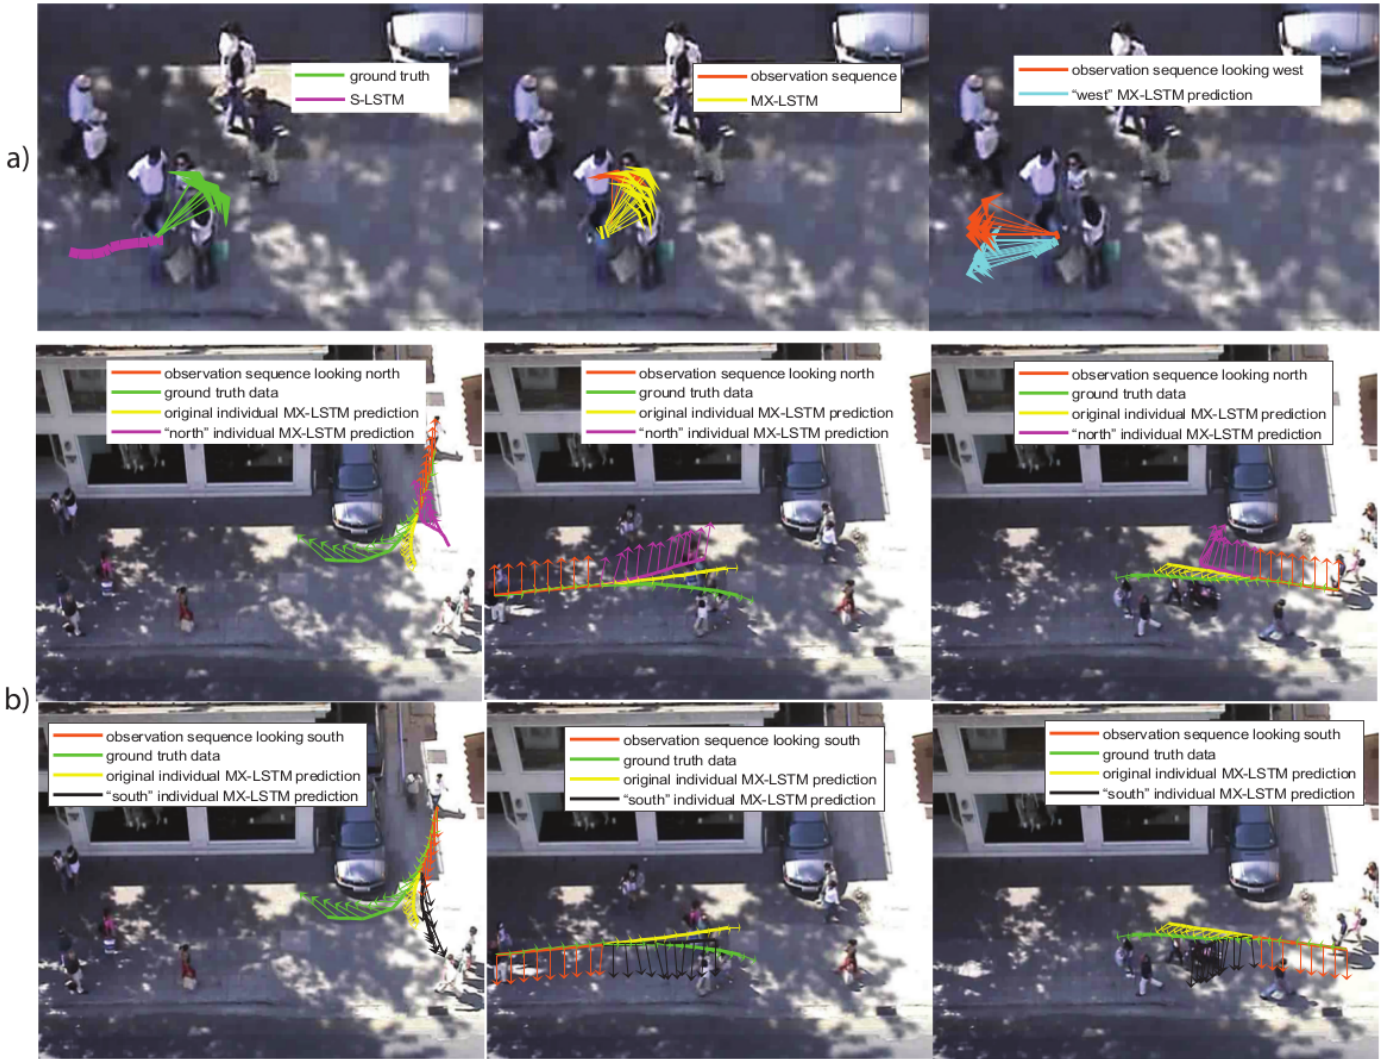 a)
ground truth
S-LSTM
observation sequence
MX-LSTM
observation sequence looking west
“west” MX-LSTM prediction
b)
observation sequence looking north
ground truth data
original individual MX-LSTM prediction
“north” individual MX-LSTM prediction
observation sequence looking north
ground truth data
original individual MX-LSTM prediction
“north” individual MX-LSTM prediction
observation sequence looking north
ground truth data
original individual MX-LSTM prediction
“north” individual MX-LSTM prediction
observation sequence looking south
ground truth data
original individual MX-LSTM prediction
“south” individual MX-LSTM prediction
observation sequence looking south
ground truth data
original individual MX-LSTM prediction
“south” individual MX-LSTM prediction
observation sequence looking south
ground truth data
original individual MX-LSTM prediction
“south” individual MX-LSTM prediction